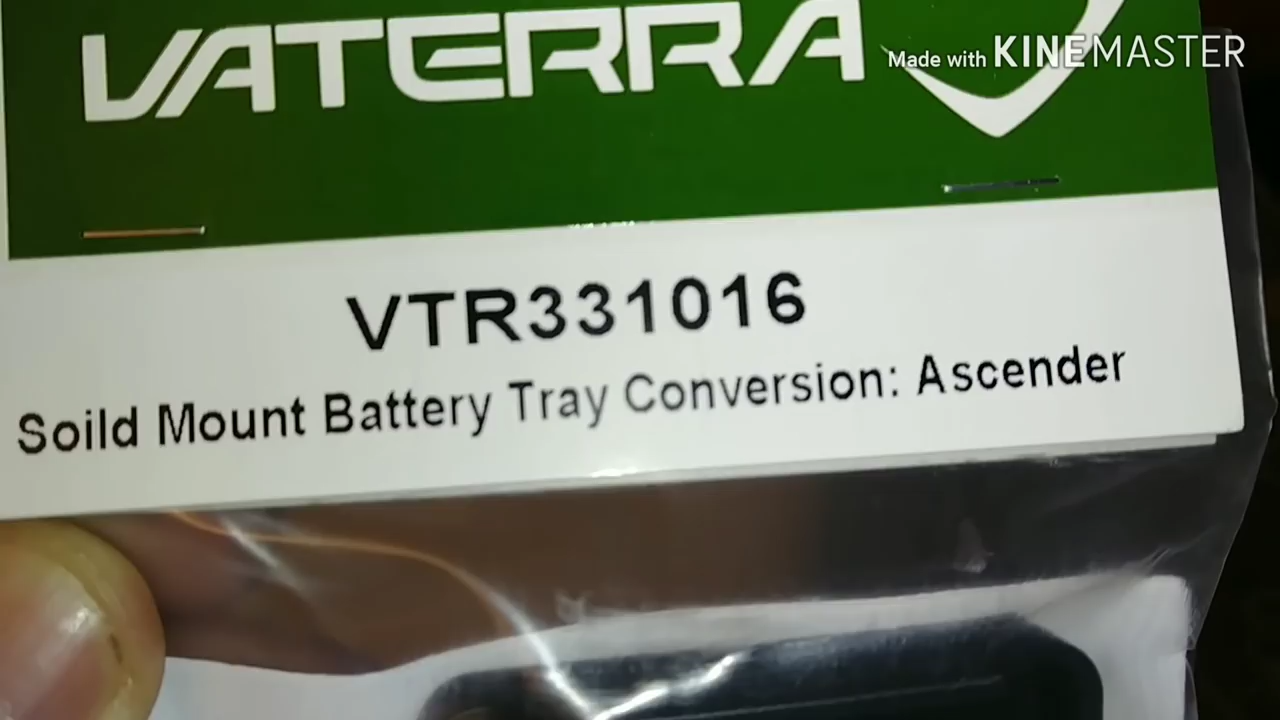 VATERRA
Made with KINEMASTER
VTR331016
Soild Mount Battery Tray Conversion: Ascender